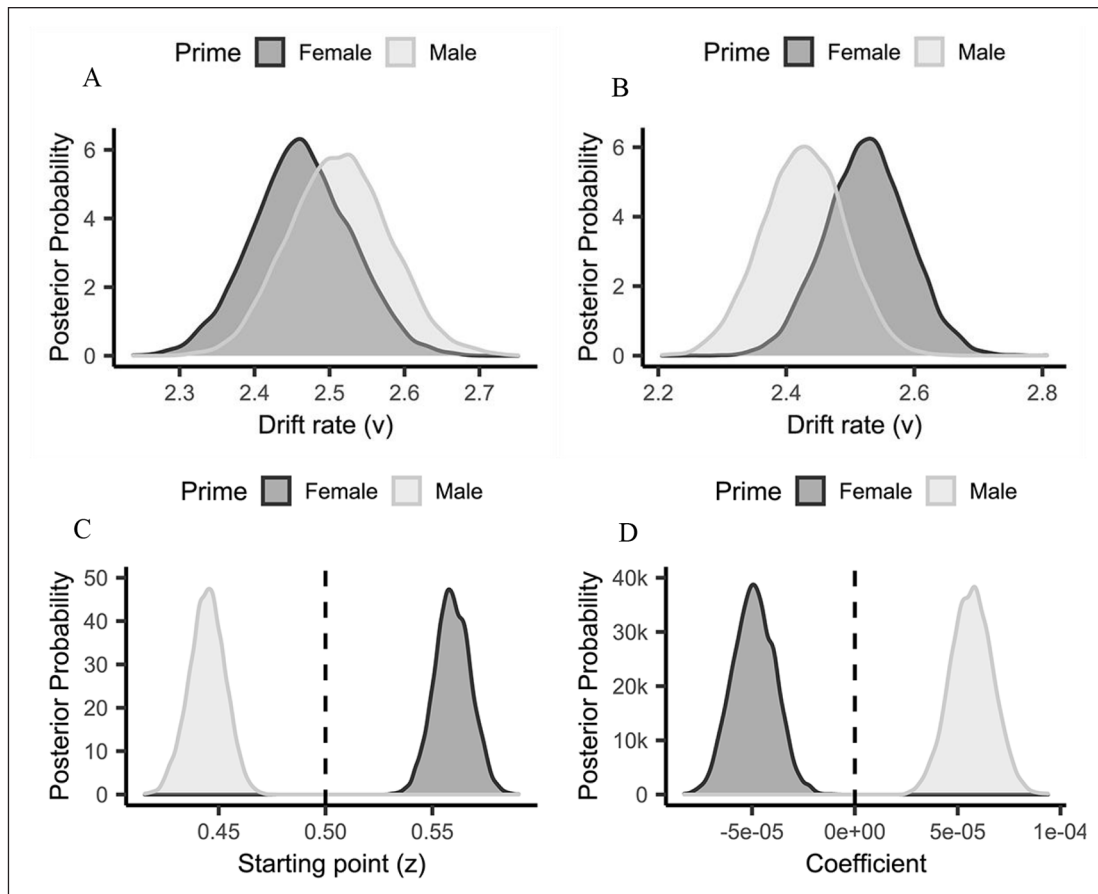 Prime Female Male
A
6
4
2
0
Posterior Probability
2.3 2.4 2.5 2.6 2.7
Drift rate (v)
Prime Female Male
B
6
4
2
0
Posterior Probability
2.2 2.4 2.6 2.8
Drift rate (v)
Prime Female Male
C
50
40
30
20
10
0
Posterior Probability
0.45 0.50 0.55
Starting point (z)
Prime Female Male
D
40k
30k
20k
10k
0
Posterior Probability
-5e-05 0e+00 5e-05 1e-04
Coefficient